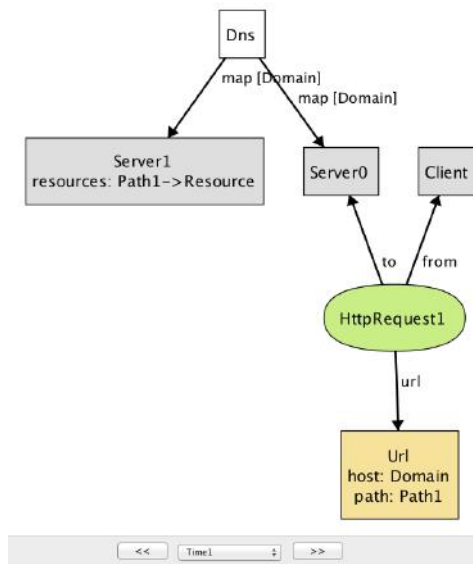 Dns
map [Domain]
map [Domain]
Server1
resources: Path1->Resource
Server0
Client
to
from
HttpRequest1
url
Url
host: Domain
path: Path1
<<
Time1
>>